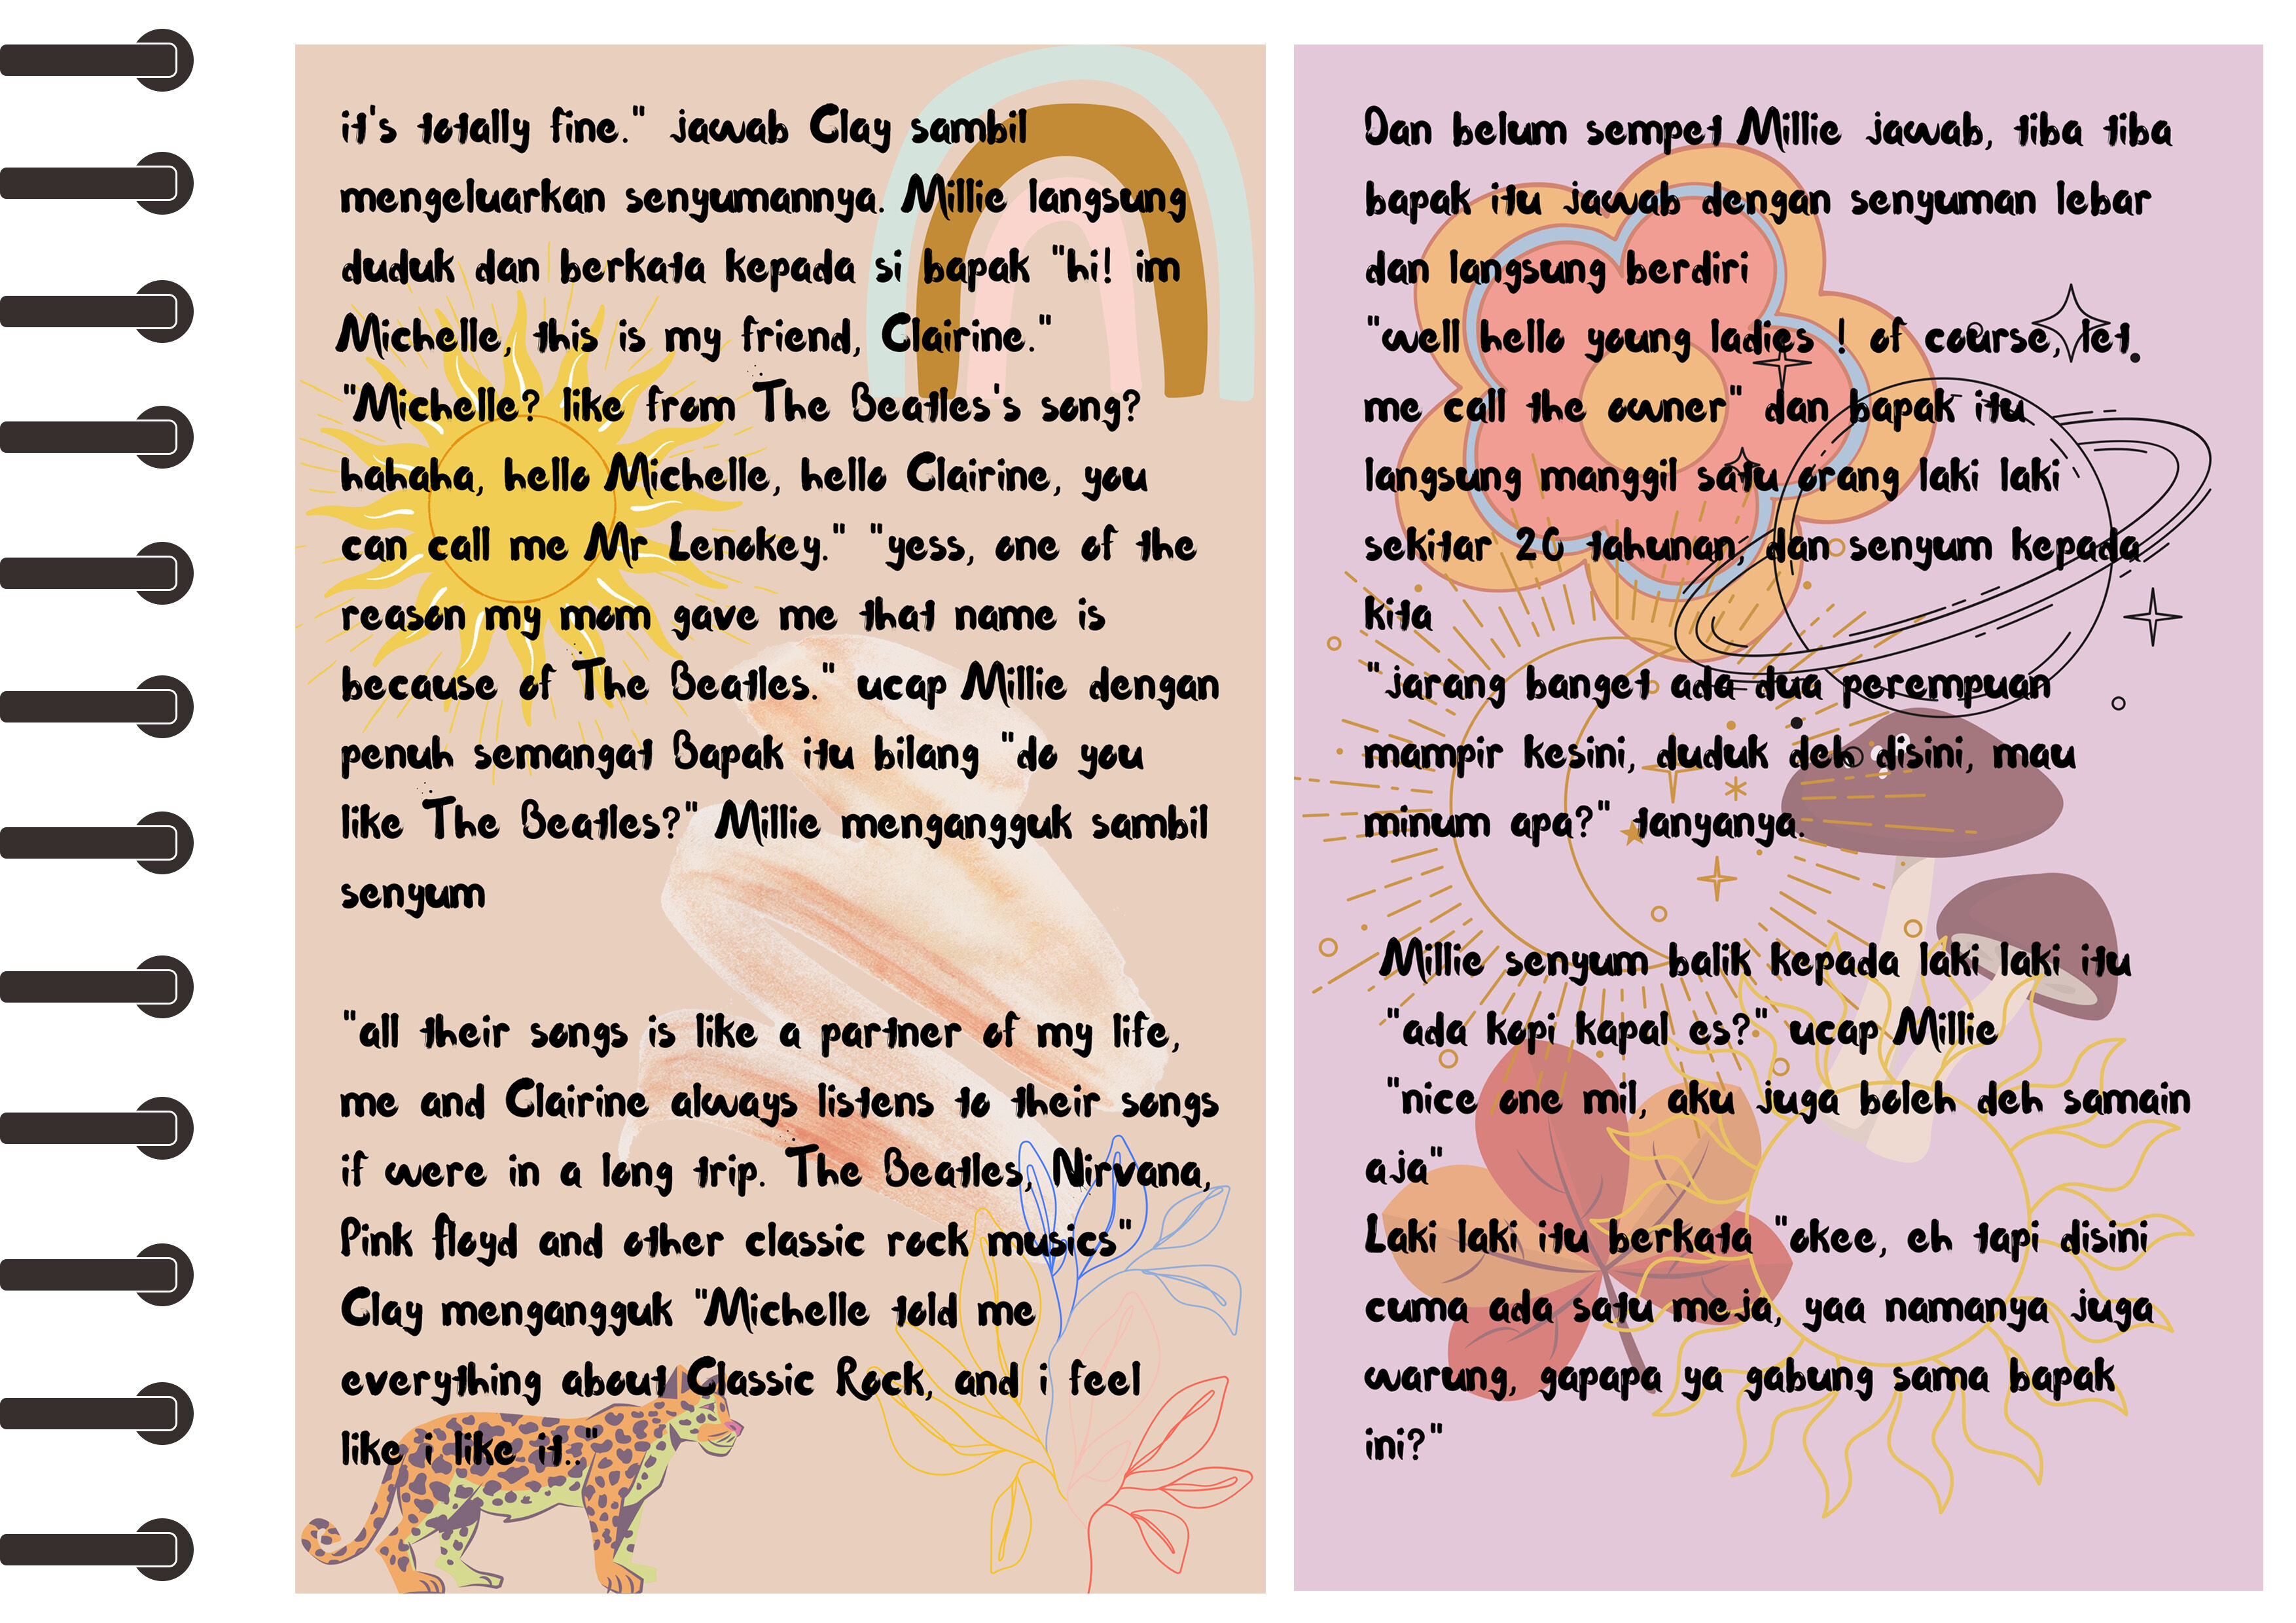 it's totally fine." jawab Clay sambil
mengeluarkan senyumannya. Millie langsung
duduk dan berkata kepada si bapak "hi! im
Michelle, this is my friend, Clairine."
"Michelle? like from The Beatles's song?
hahaha, hello Michelle, hello Clairine, you
can call me Mr Lenokey." "yess, one of the
reason my mom gave me that name is
because of The Beatles." ucap Millie dengan
penuh semangat Bapak itu bilang "do you
like The Beatles?" Millie mengangguk sambil
senyum
"all their songs is like a partner of my life,
me and Clairine always listens to their songs
if were in a long trip. The Beatles, Nirvana,
Pink floyd and other classic rock musics"
Clay mengangguk "Michelle told me
everything about Classic Rock, and i feel
like i like it.."
Dan belum sempet Millie jawab, tiba tiba
bapak itu jawab dengan senyuman lebar
dan langsung berdiri
"well hello young ladies ! of course, let
me call the owner" dan bapak itu
langsung manggil satu orang laki laki
sekitar 20 tahunan, dan senyum kepada
kita
"jarang banget ada dua perempuan
mampir kesini, duduk deh disini, mau
minum apa?" tanyanya.
Millie senyum balik kepada laki laki itu
"ada kopi kapal es?" ucap Millie
"nice one mil, aku juga boleh deh samain
aja"
Laki laki itu berkata "okee, eh tapi disini
cuma ada satu meja, yaa namanya juga
warung, gapapa ya gabung sama bapak
ini?"